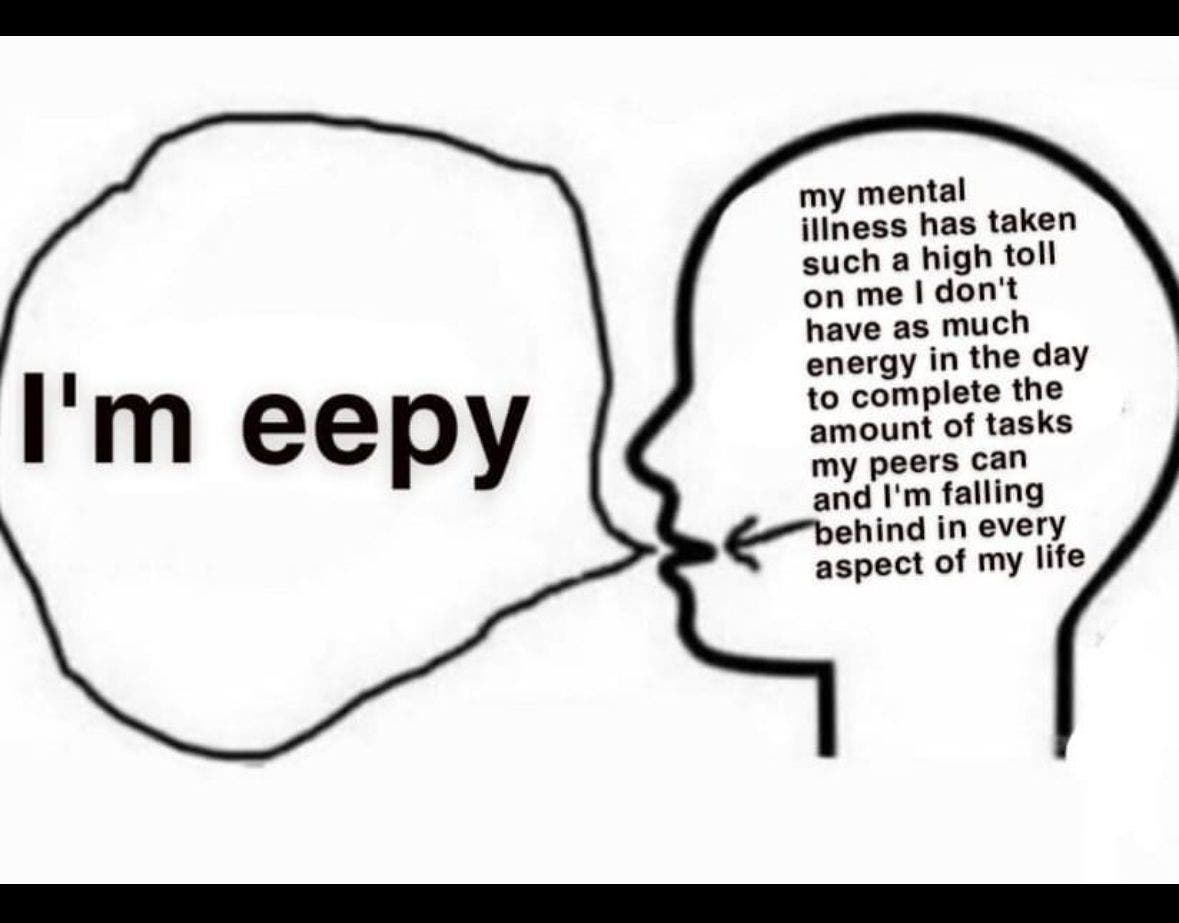 I'm eepy
my mental
illness has taken
such a high toll
on me I don't
have as much
energy in the day
to complete the
amount of tasks
my peers can
and I'm falling
behind in every
aspect of my life